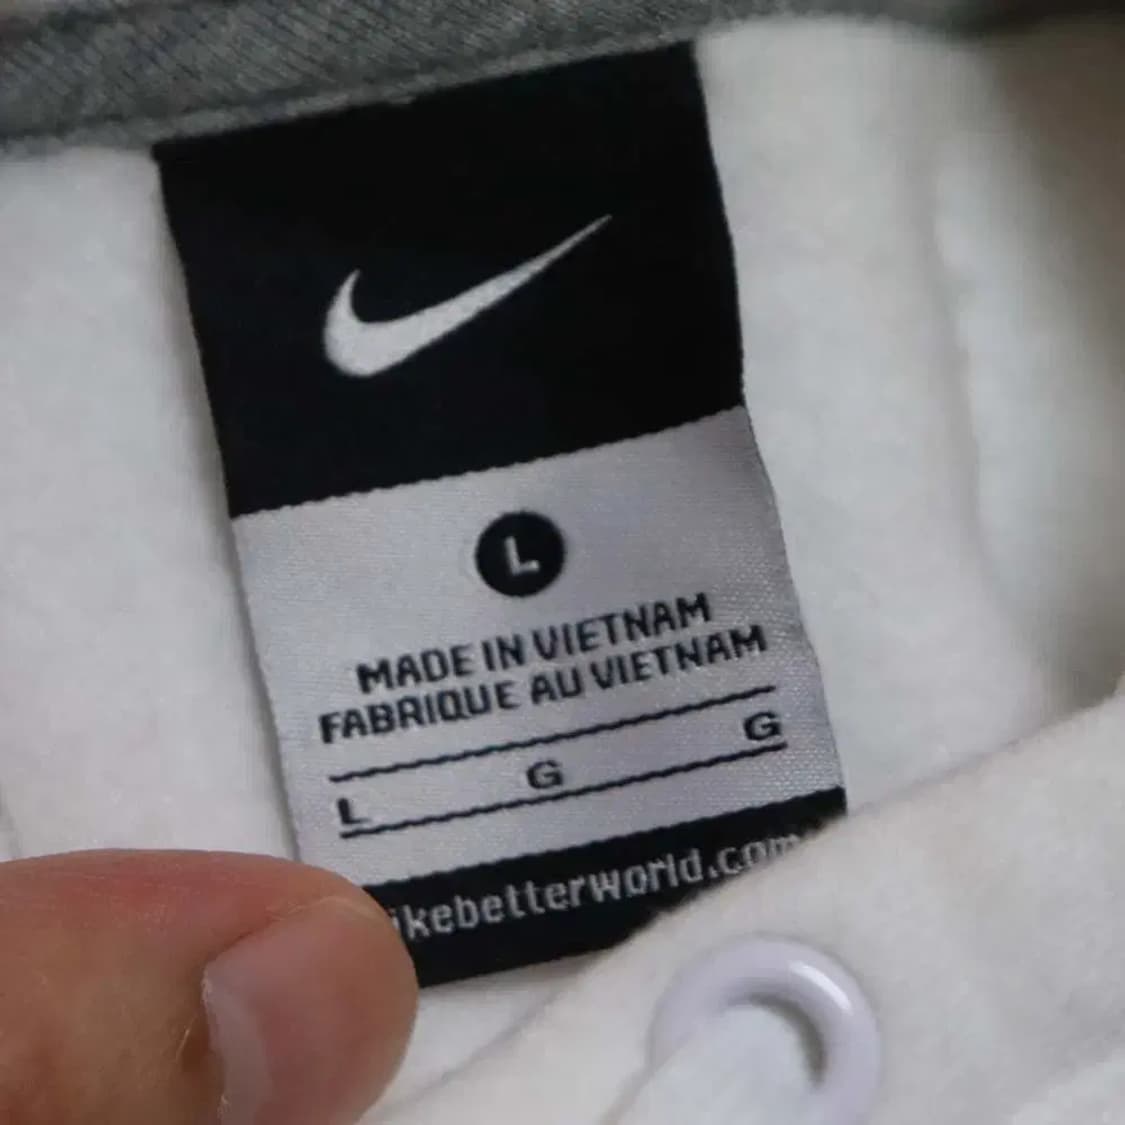 L
MADE IN VIETNAM
FABRIQUE AU VIETNAM
L G G
ikebetterworld.com